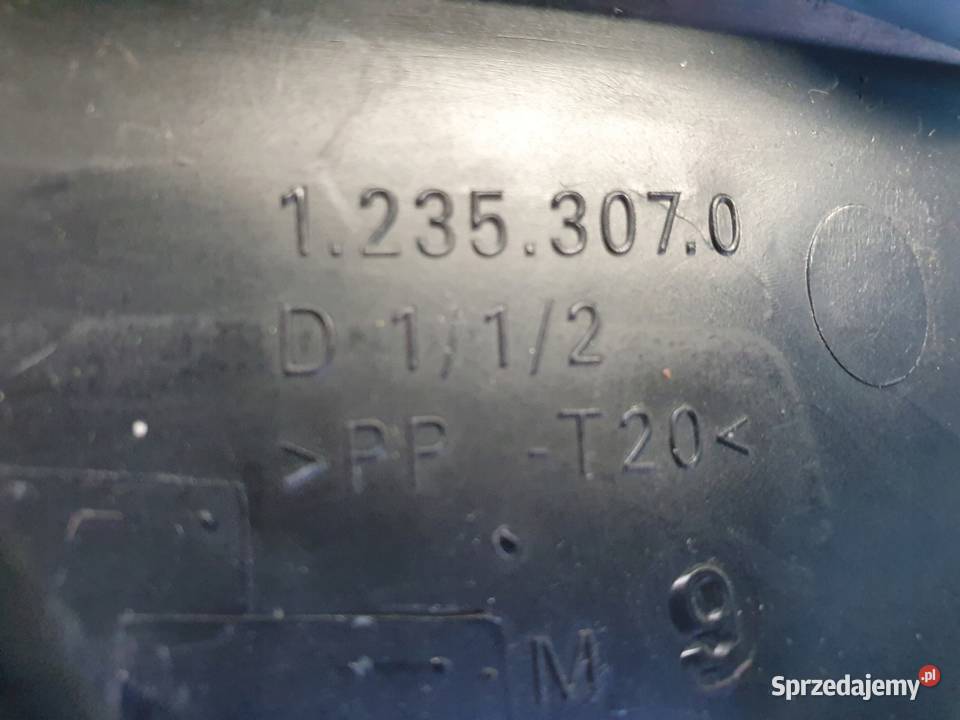 1.235.307.0
D 1/1/2
>PP -T20<
9
M
Sprzedajemy.pl